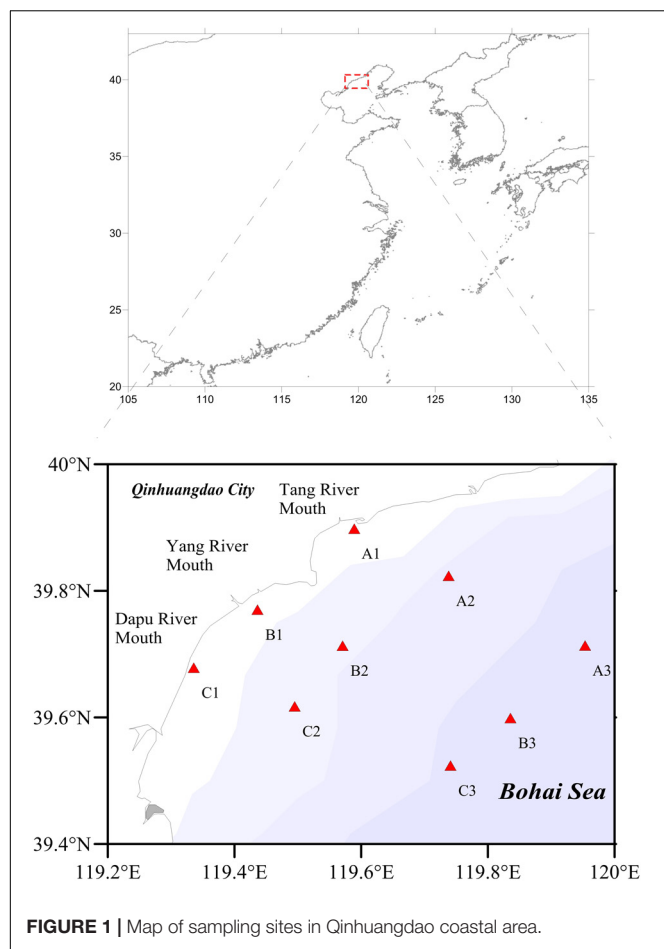 40
35
30
25
20
105 110 115 120 125 130 135
40°N
Qinhuangdao City
Tang River
Mouth
A1
Yang River
Mouth
A2
39.8°N
Dapu River
Mouth
B1
B2
A3
C1
39.6°N
C2
B3
C3
Bohai Sea
39.4°N
119.2°E 119.4°E 119.6°E 119.8°E 120°E
FIGURE 1 | Map of sampling sites in Qinhuangdao coastal area.